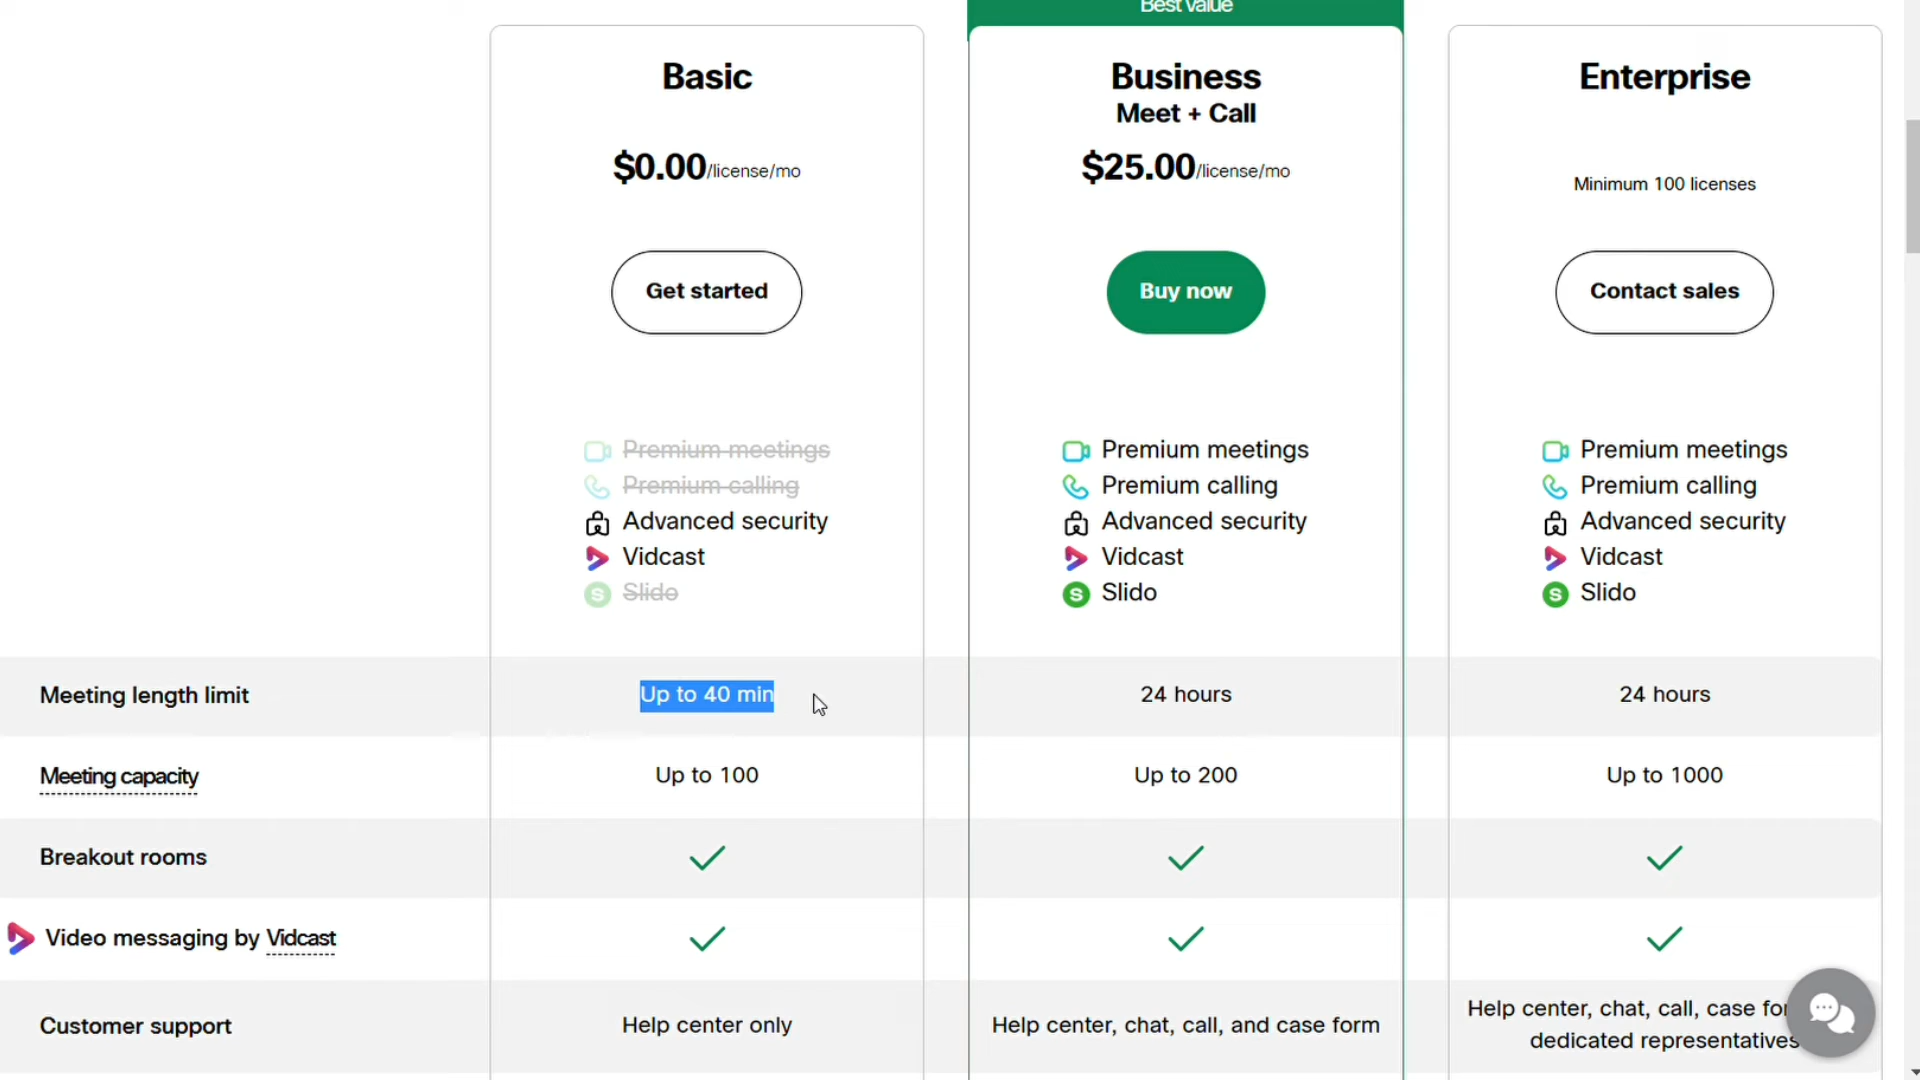 Best value
Basic
$0.00/license/mo
Get started
Premium meetings
Premium calling
Advanced security
Vidcast
S Slido
Business
Meet + Call
$25.00/license/mo
Buy now
Premium meetings
Premium calling
Advanced security
Vidcast
S Slido
Enterprise
Minimum 100 licenses
Contact sales
Premium meetings
Premium calling
Advanced security
Vidcast
S Slido
Meeting length limit Up to 40 min 24 hours 24 hours
Meeting capacity Up to 100 Up to 200 Up to 1000
Breakout rooms
Video messaging by Vidcast
Customer support Help center only Help center, chat, call, and case form Help center, chat, call, case
dedicated representatives